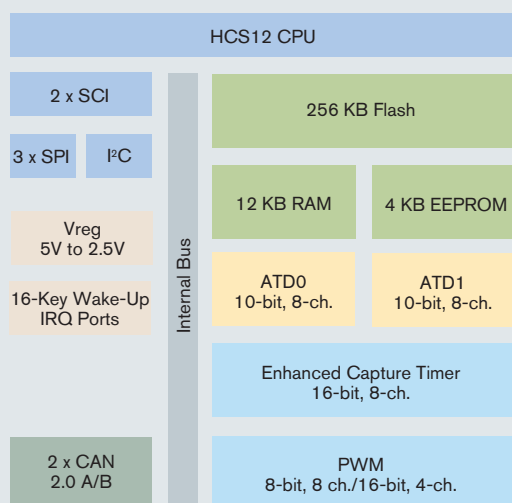 HCS12 CPU
2 x SCI
3 x SPI
I²C
Vreg
5V to 2.5V
16-Key Wake-Up
IRQ Ports
2 x CAN
2.0 A/B
Internal Bus
256 KB Flash
12 KB RAM
4 KB EEPROM
ATD0
10-bit, 8-ch.
ATD1
10-bit, 8-ch.
Enhanced Capture Timer
16-bit, 8-ch.
PWM
8-bit, 8 ch./16-bit, 4-ch.